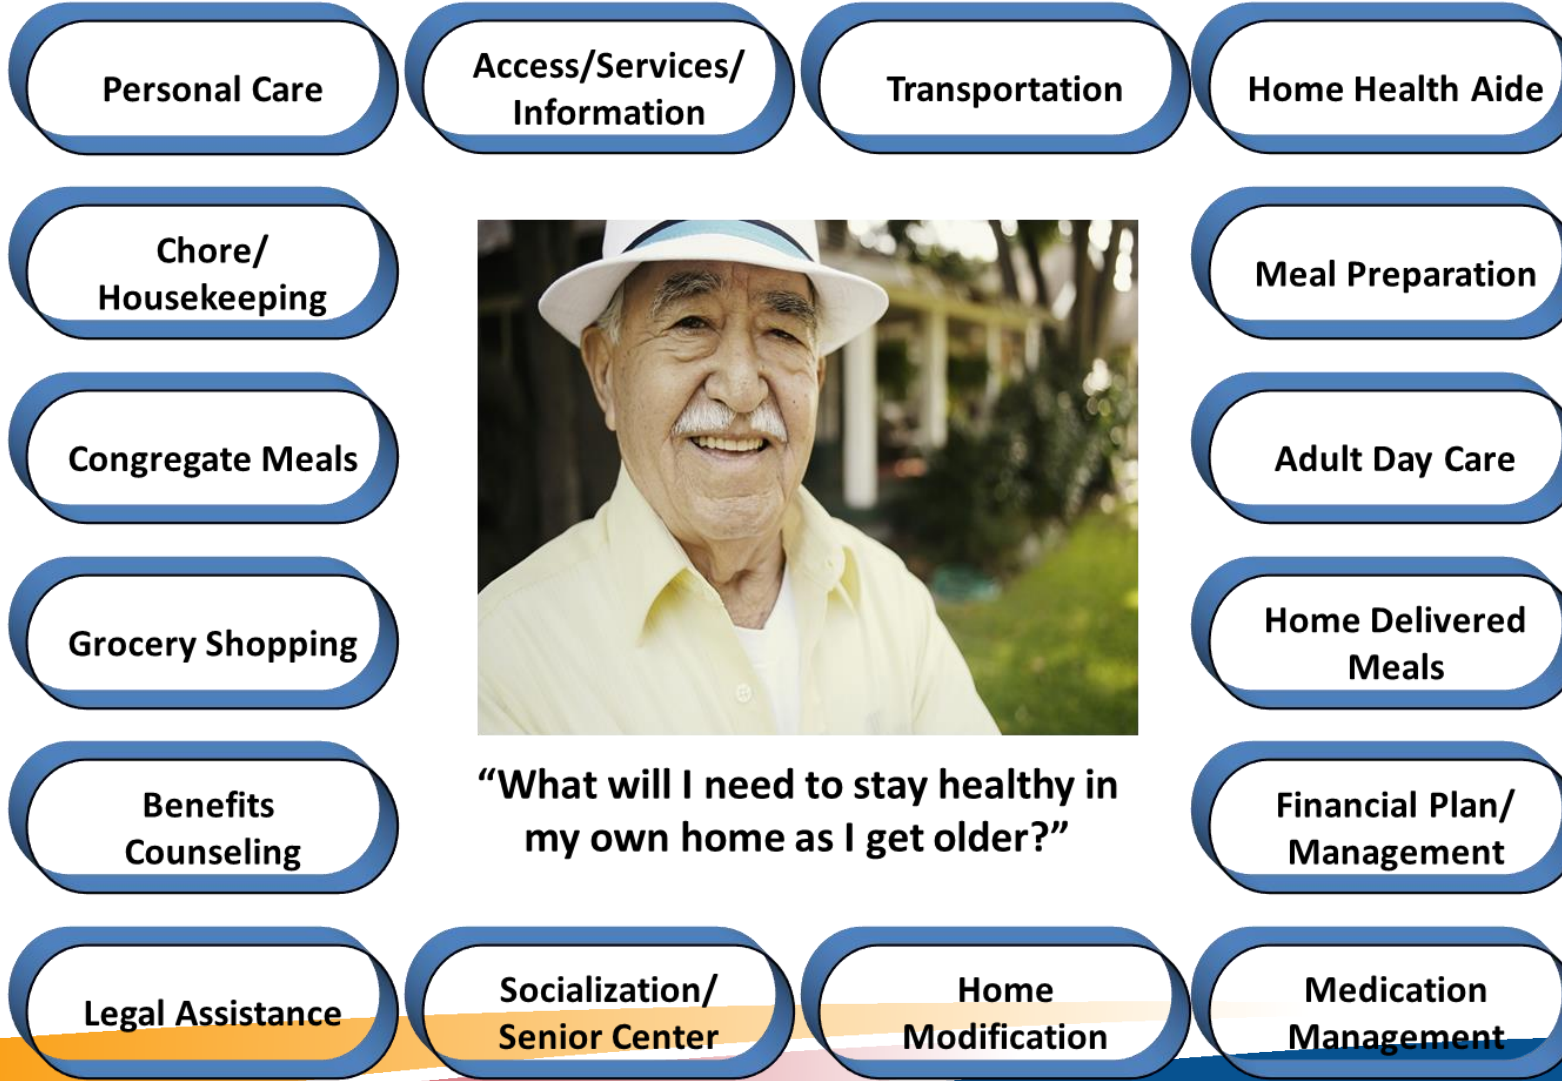 Personal Care
Access/Services/
Information
Transportation
Home Health Aide
Chore/
Housekeeping
Meal Preparation
Congregate Meals
Adult Day Care
Grocery Shopping
Home Delivered
Meals
“What will I need to stay healthy in
my own home as I get older?”
Benefits
Counseling
Financial Plan/
Management
Legal Assistance
Socialization/
Senior Center
Home
Modification
Medication
Management